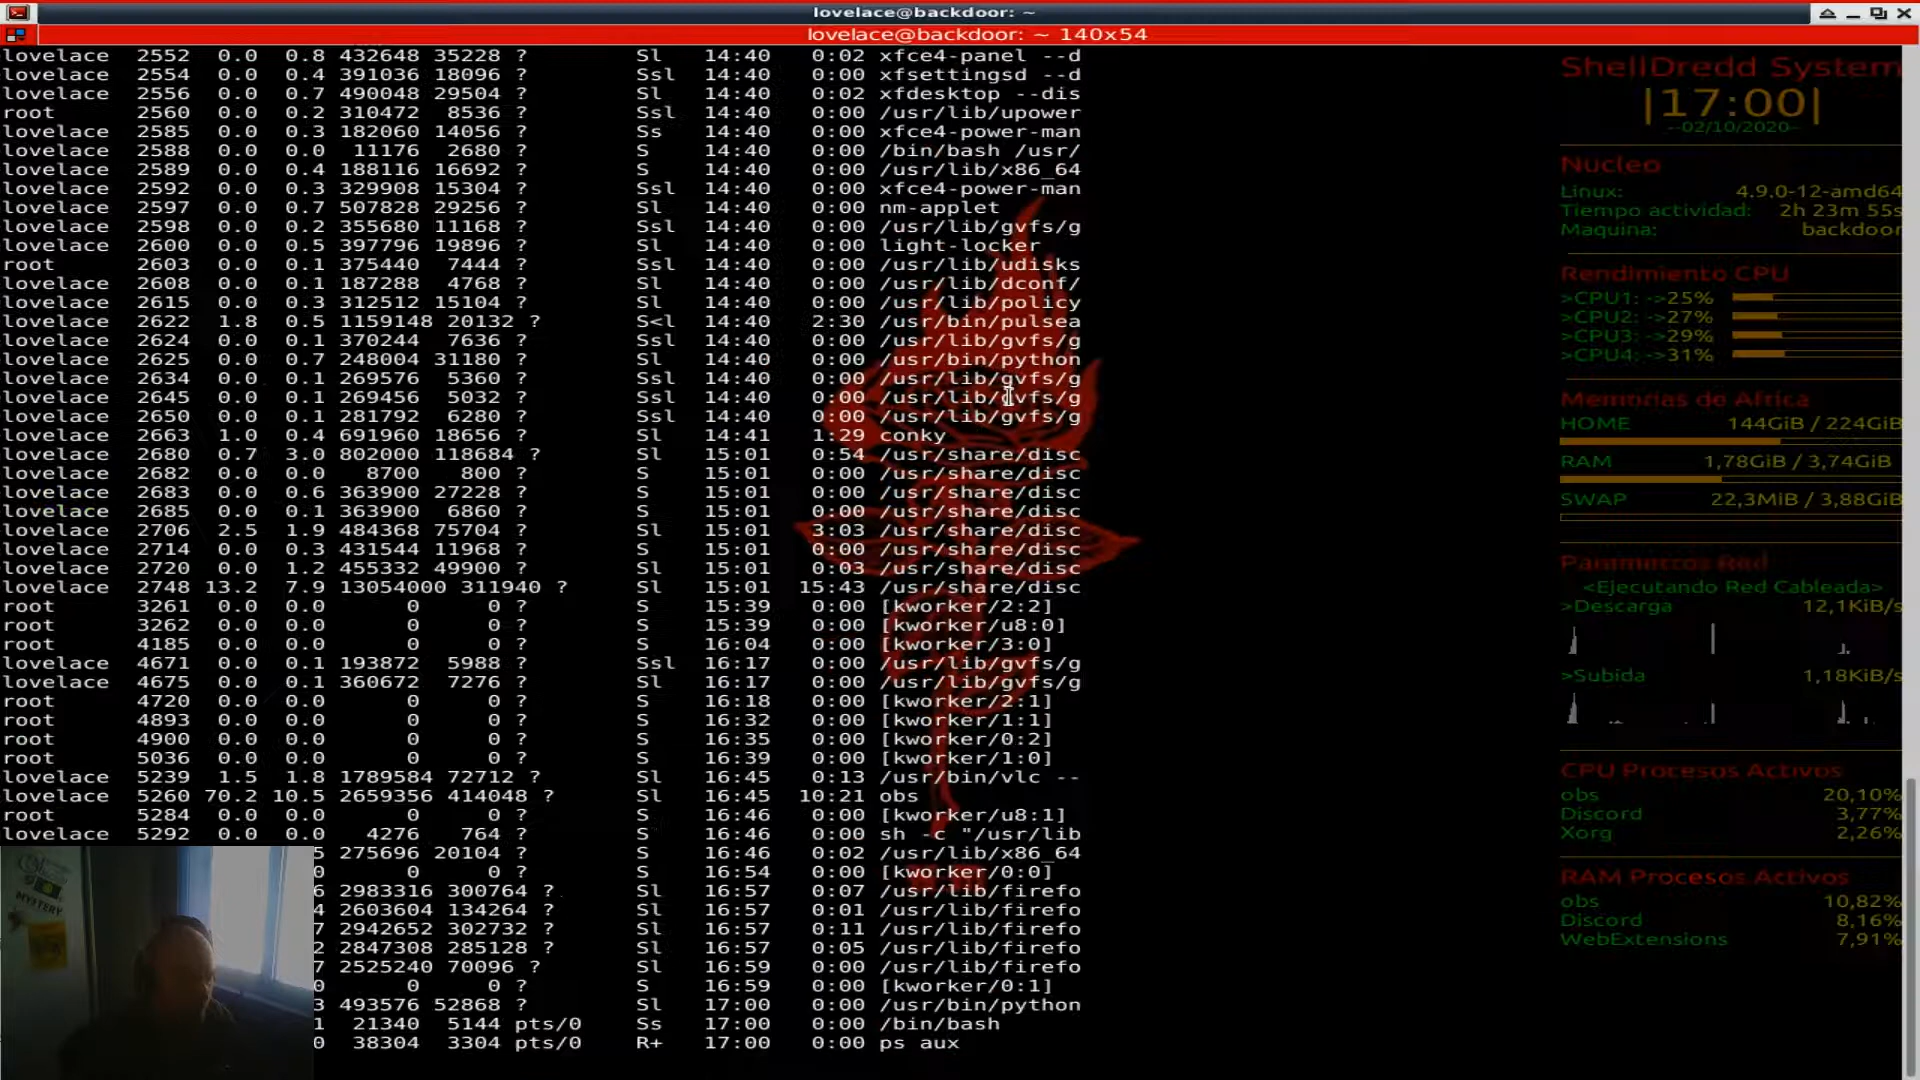 lovelace@backdoor: ~
lovelace@backdoor: ~ 140x54
lovelace 2552 0.0 0.8 432648 35228 ? Sl 14:40 0:02 xfce4-panel --d
lovelace 2554 0.0 0.4 391036 18096 ? Ssl 14:40 0:00 xfsettingsd --d
lovelace 2556 0.0 0.7 490048 29504 ? Sl 14:40 0:02 xfdesktop --dis
root 2560 0.0 0.2 310472 8536 ? Ssl 14:40 0:00 /usr/lib/upower
lovelace 2585 0.0 0.3 182060 14056 ? Ss 14:40 0:00 xfce4-power-man
lovelace 2588 0.0 0.0 11176 2680 ? S 14:40 0:00 /bin/bash /usr/
lovelace 2589 0.0 0.4 188116 16692 ? S 14:40 0:00 /usr/lib/x86_64
lovelace 2592 0.0 0.3 329908 15304 ? Ssl 14:40 0:00 xfce4-power-man
lovelace 2597 0.0 0.7 507828 29256 ? Sl 14:40 0:00 nm-applet
lovelace 2598 0.0 0.2 355680 11168 ? Ssl 14:40 0:00 /usr/lib/gvfs/g
lovelace 2600 0.0 0.5 397796 19896 ? Sl 14:40 0:00 light-locker
root 2603 0.0 0.1 375440 7444 ? Ssl 14:40 0:00 /usr/lib/udisks
lovelace 2608 0.0 0.1 187288 4768 ? Sl 14:40 0:00 /usr/lib/dconf/
lovelace 2615 0.0 0.3 312512 15104 ? Sl 14:40 0:00 /usr/lib/policy
lovelace 2622 1.8 0.5 1159148 20132 ? S<l 14:40 2:30 /usr/bin/pulsea
lovelace 2624 0.0 0.1 370244 7636 ? Ssl 14:40 0:00 /usr/lib/gvfs/g
lovelace 2625 0.0 0.7 248004 31180 ? Sl 14:40 0:00 /usr/bin/python
lovelace 2634 0.0 0.1 269576 5360 ? Ssl 14:40 0:00 /usr/lib/gvfs/g
lovelace 2645 0.0 0.1 269456 5032 ? Ssl 14:40 0:00 /usr/lib/gvfs/g
lovelace 2650 0.0 0.1 281792 6280 ? Ssl 14:40 0:00 /usr/lib/gvfs/g
lovelace 2663 1.0 0.4 691960 18656 ? Sl 14:41 1:29 conky
lovelace 2680 0.7 3.0 802000 118684 ? Sl 15:01 0:54 /usr/share/disc
lovelace 2682 0.0 0.0 8700 800 ? S 15:01 0:00 /usr/share/disc
lovelace 2683 0.0 0.6 363900 27228 ? S 15:01 0:00 /usr/share/disc
lovelace 2685 0.0 0.1 363900 6860 ? S 15:01 0:00 /usr/share/disc
lovelace 2706 2.5 1.9 484368 75704 ? Sl 15:01 3:03 /usr/share/disc
lovelace 2714 0.0 0.3 431544 11968 ? S 15:01 0:00 /usr/share/disc
lovelace 2720 0.0 1.2 455332 49900 ? Sl 15:01 0:03 /usr/share/disc
lovelace 2748 13.2 7.9 13054000 311940 ? Sl 15:01 15:43 /usr/share/disc
root 3261 0.0 0.0 0 0 ? S 15:39 0:00 [kworker/2:2]
root 3262 0.0 0.0 0 0 ? S 15:39 0:00 [kworker/u8:0]
root 4185 0.0 0.0 0 0 ? S 16:04 0:00 [kworker/3:0]
lovelace 4671 0.0 0.1 193872 5988 ? Ssl 16:17 0:00 /usr/lib/gvfs/g
lovelace 4675 0.0 0.1 360672 7276 ? Sl 16:17 0:00 /usr/lib/gvfs/g
root 4720 0.0 0.0 0 0 ? S 16:18 0:00 [kworker/2:1]
root 4893 0.0 0.0 0 0 ? S 16:32 0:00 [kworker/1:1]
root 4900 0.0 0.0 0 0 ? S 16:35 0:00 [kworker/0:2]
root 5036 0.0 0.0 0 0 ? S 16:39 0:00 [kworker/1:0]
lovelace 5239 1.5 1.8 1789584 72712 ? Sl 16:45 0:13 /usr/bin/vlc --
lovelace 5260 70.2 10.5 2659356 414048 ? Sl 16:45 10:21 obs
root 5284 0.0 0.0 0 0 ? S 16:46 0:00 [kworker/u8:1]
lovelace 5292 0.0 0.0 4276 764 ? S 16:46 0:00 sh -c "/usr/lib
5 275696 20104 ? S 16:46 0:02 /usr/lib/x86_64
0 0 0 ? S 16:54 0:00 [kworker/0:0]
6 2983316 300764 ? Sl 16:57 0:07 /usr/lib/firefo
4 2603604 134264 ? Sl 16:57 0:01 /usr/lib/firefo
7 2942652 302732 ? Sl 16:57 0:11 /usr/lib/firefo
2 2847308 285128 ? Sl 16:57 0:05 /usr/lib/firefo
7 2525240 70096 ? Sl 16:59 0:00 /usr/lib/firefo
0 0 0 ? S 16:59 0:00 [kworker/0:1]
3 493576 52868 ? Sl 17:00 0:00 /usr/bin/python
1 21340 5144 pts/0 Ss 17:00 0:00 /bin/bash
0 38304 3304 pts/0 R+ 17:00 0:00 ps aux
MYSTERY
ShellDredd System
|17:00|
--02/10/2020--
Nucleo
Linux: 4.9.0-12-amd64
Tiempo actividad: 2h 23m 55s
Maquina: backdoor
Rendimiento CPU
>CPU1: ->25%
>CPU2: ->27%
>CPU3: ->29%
>CPU4: ->31%
Memorias de Africa
HOME 144GiB / 224GiB
RAM 1,78GiB / 3,74GiB
SWAP 22,3MiB / 3,88GiB
Parametros Red
<Ejecutando Red Cableada>
>Descarga 12,1KiB/s
>Subida 1,18KiB/s
CPU Procesos Activos
obs 20,10%
Discord 3,77%
Xorg 2,26%
RAM Procesos Activos
obs 10,82%
Discord 8,16%
WebExtensions 7,91%